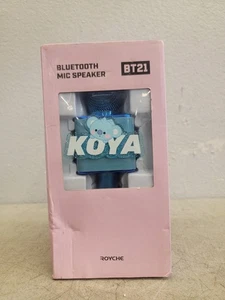 BLUETOOTH
MIC SPEAKER
BT21
KOYA
ROYCHE